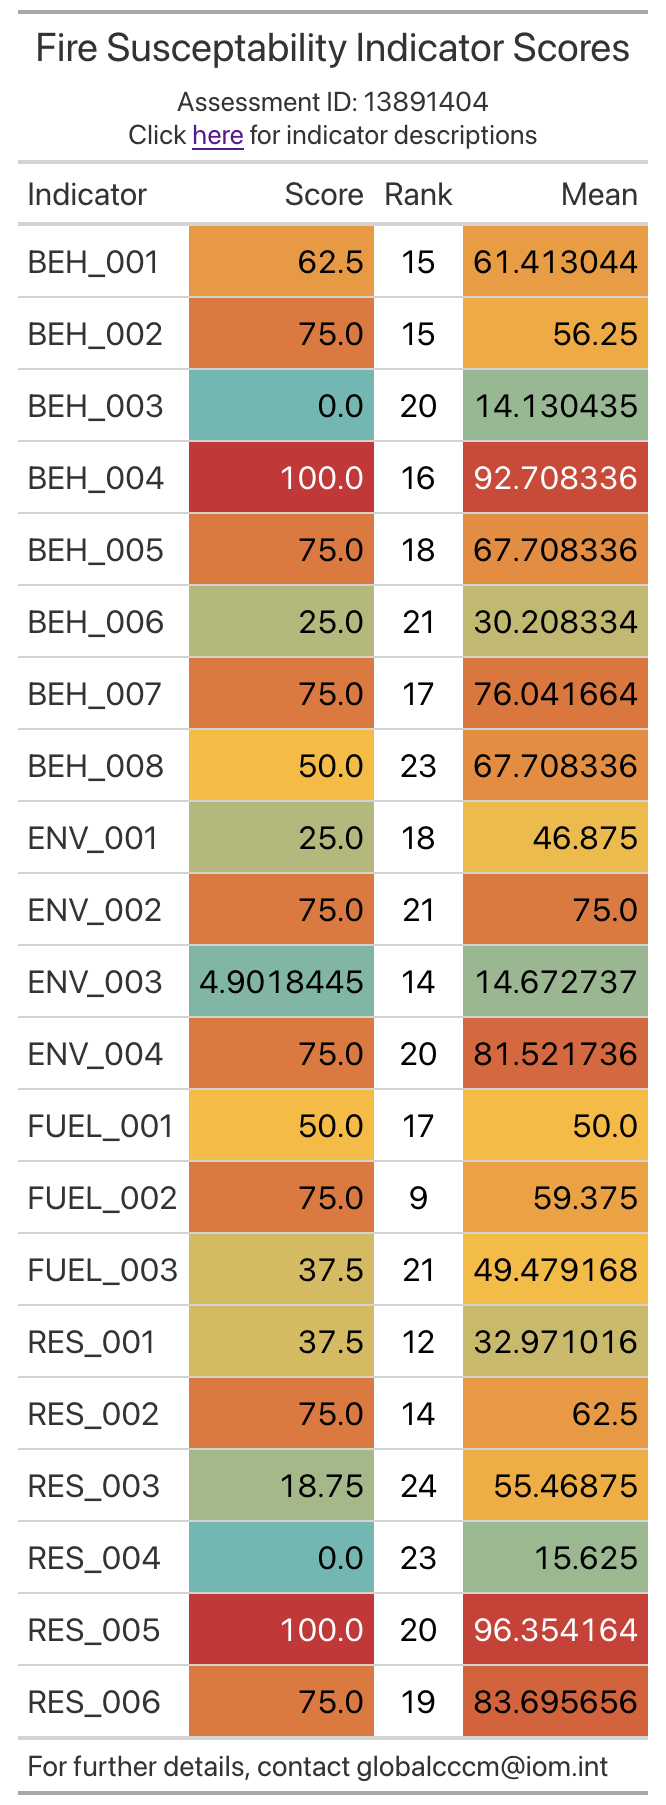 Fire Susceptability Indicator Scores
Assessment ID: 13891404
Click here for indicator descriptions
Indicator Score Rank Mean
BEH_001 62.5 15 61.413044
BEH_002 75.0 15 56.25
BEH_003 0.0 20 14.130435
BEH_004 100.0 16 92.708336
BEH_005 75.0 18 67.708336
BEH_006 25.0 21 30.208334
BEH_007 75.0 17 76.041664
BEH_008 50.0 23 67.708336
ENV_001 25.0 18 46.875
ENV_002 75.0 21 75.0
ENV_003 4.9018445 14 14.672737
ENV_004 75.0 20 81.521736
FUEL_001 50.0 17 50.0
FUEL_002 75.0 9 59.375
FUEL_003 37.5 21 49.479168
RES_001 37.5 12 32.971016
RES_002 75.0 14 62.5
RES_003 18.75 24 55.46875
RES_004 0.0 23 15.625
RES_005 100.0 20 96.354164
RES_006 75.0 19 83.695656
For further details, contact globalcccm@iom.int